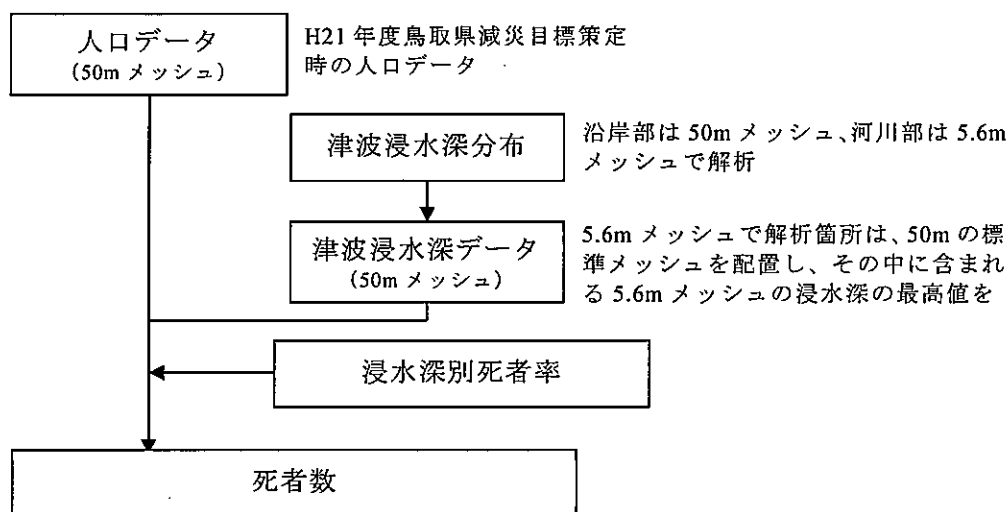 人口データ
(50m メッシュ)
H21 年度鳥取県減災目標策定
時の人口データ
津波浸水深分布
沿岸部は 50m メッシュ、河川部は 5.6m
メッシュで解析
津波浸水深データ
(50m メッシュ)
5.6m メッシュで解析箇所は、50m の標
準メッシュを配置し、その中に含まれ
る 5.6m メッシュの浸水深の最高値を
浸水深別死者率
死者数